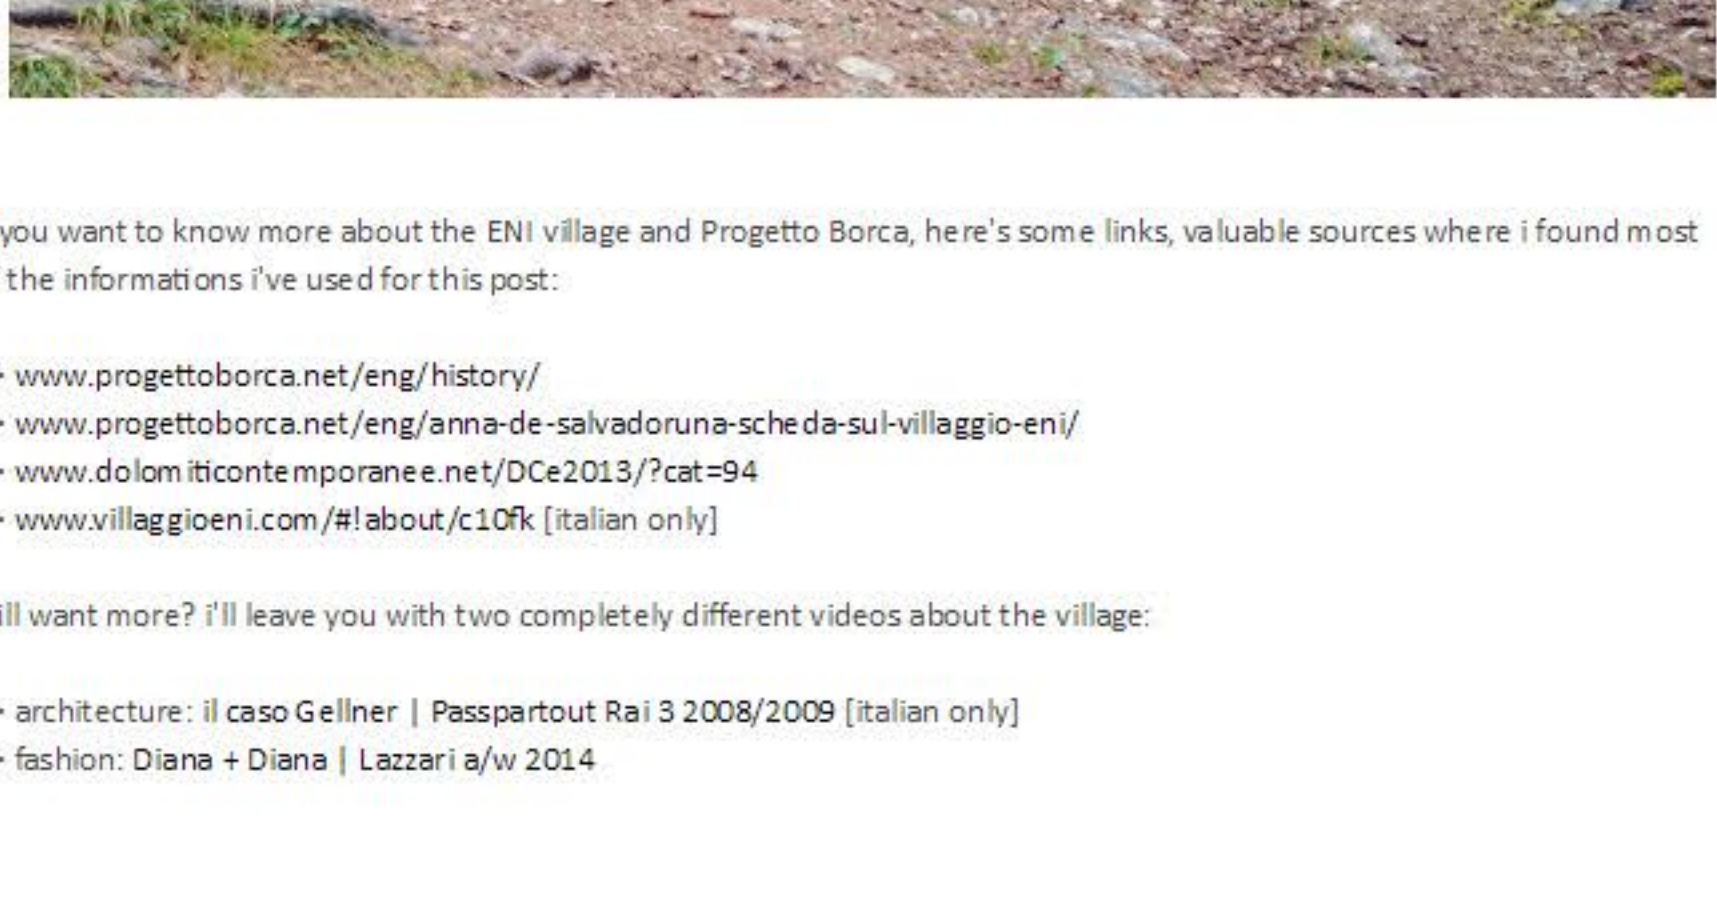 you want to know more about the ENI village and Progetto Borca, here's some links, valuable sources where i found most
the informations i've used for this post:
· www.progettoborca.net/eng/history/
· www.progettoborca.net/eng/anna-de-salvadoruna-scheda-sul-villaggio-eni/
· www.dolomiticontemporanee.net/DCe2013/?cat=94
· www.villaggioeni.com/#!about/c10fk [italian only]
ill want more? i'll leave you with two completely different videos about the village:
· architecture: il caso Gellner | Passpartout Rai 3 2008/2009 [italian only]
· fashion: Diana + Diana | Lazzari a/w 2014